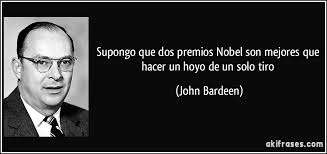 Supongo que dos premios Nobel son mejores que
hacer un hoyo de un solo tiro
(John Bardeen)
akifrases.com